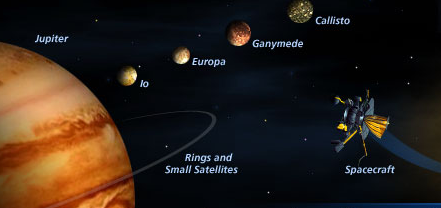 Callisto
Jupiter
Ganymede
Europa
Io
Rings and
Small Satellites
Spacecraft